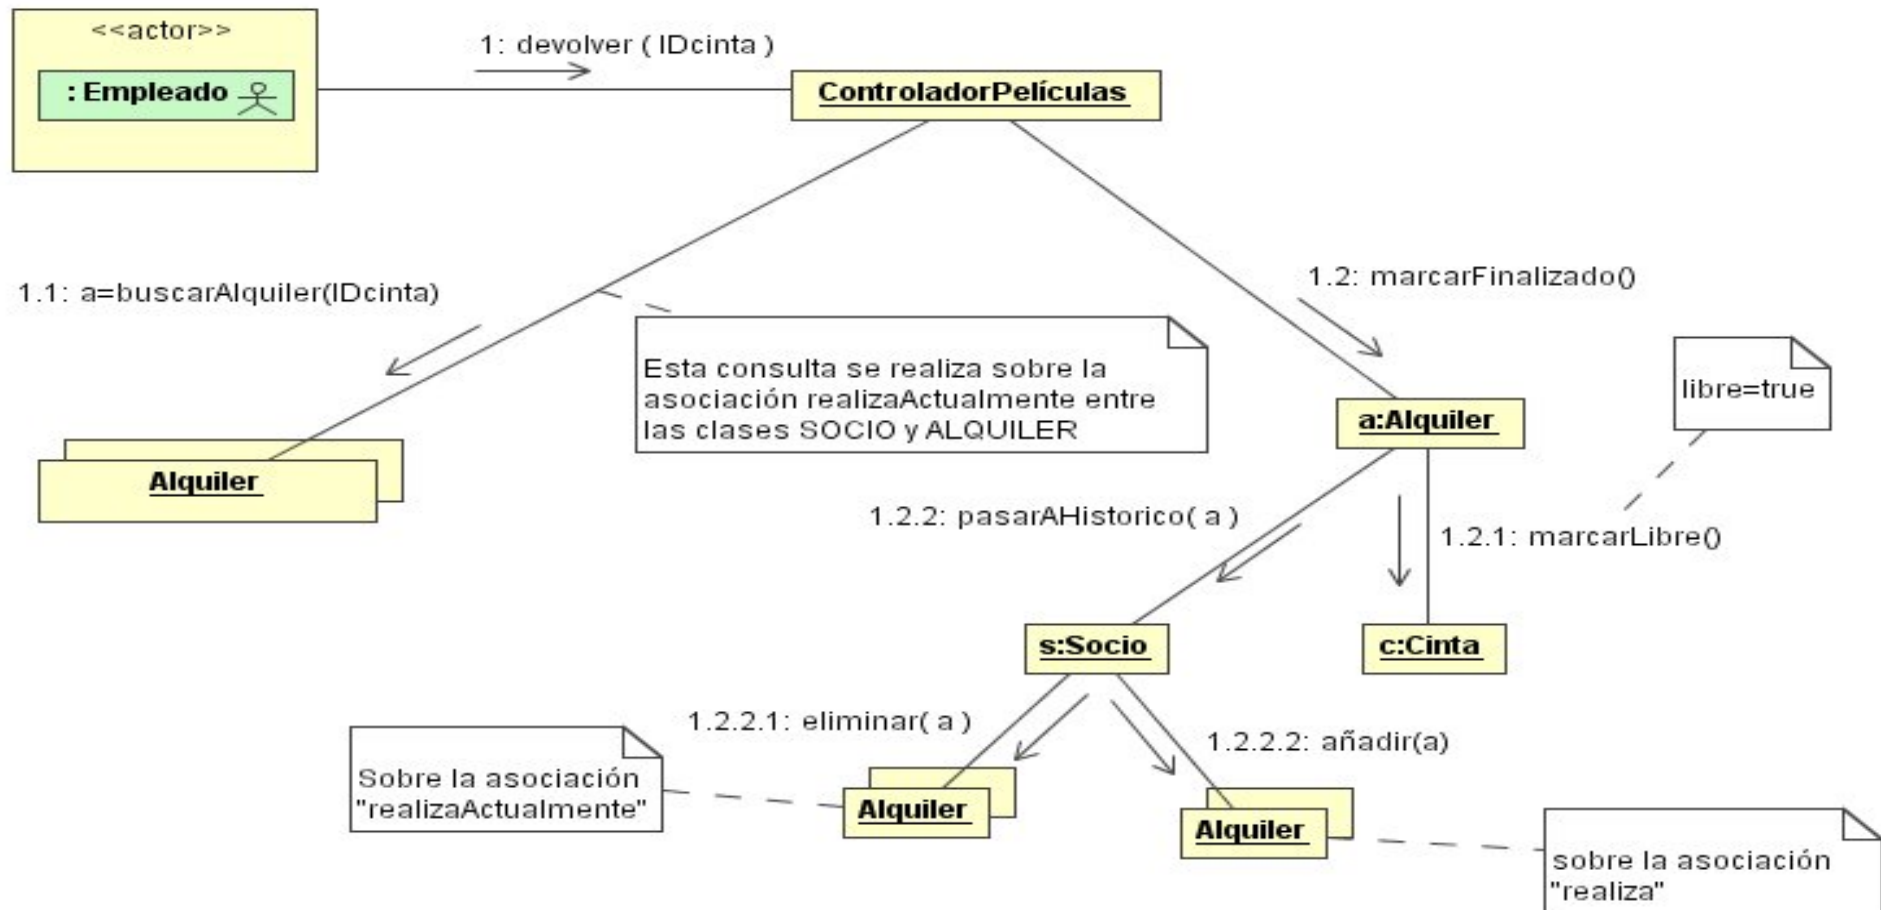 <<actor>>
: Empleado
1: devolver ( IDcinta )
ControladorPelículas
1.1: a=buscarAlquiler(IDcinta)
1.2: marcarFinalizado()
Esta consulta se realiza sobre la
asociación realizaActualmente entre
las clases SOCIO y ALQUILER
libre=true
a:Alquiler
Alquiler
1.2.2: pasarAHistorico( a )
1.2.1: marcarLibre()
s:Socio
c:Cinta
1.2.2.1: eliminar( a )
1.2.2.2: añadir(a)
Sobre la asociación
"realizaActualmente"
Alquiler
Alquiler
sobre la asociación
"realiza"